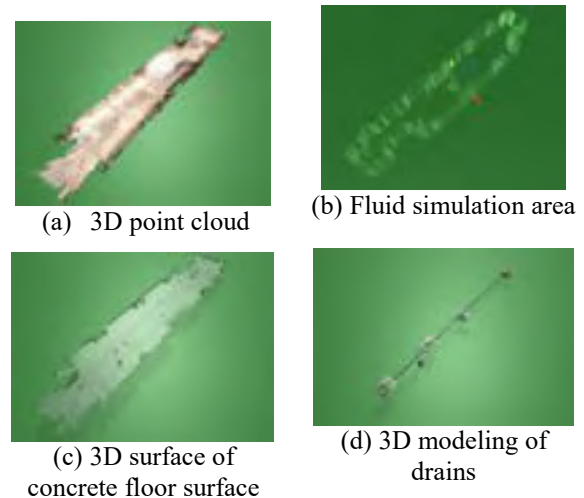 (a) 3D point cloud
(b) Fluid simulation area
(c) 3D surface of
concrete floor surface
(d) 3D modeling of
drains